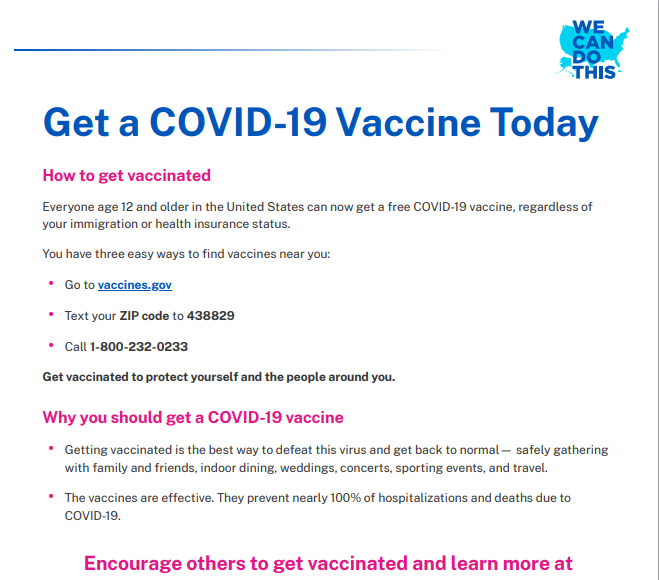 WE
CAN
DO
THIS
Get a COVID-19 Vaccine Today
How to get vaccinated
Everyone age 12 and older in the United States can now get a free COVID-19 vaccine, regardless of
your immigration or health insurance status.
You have three easy ways to find vaccines near you:
• Go to vaccines.gov
• Text your ZIP code to 438829
• Call 1-800-232-0233
Get vaccinated to protect yourself and the people around you.
Why you should get a COVID-19 vaccine
• Getting vaccinated is the best way to defeat this virus and get back to normal— safely gathering
with family and friends, indoor dining, weddings, concerts, sporting events, and travel.
• The vaccines are effective. They prevent nearly 100% of hospitalizations and deaths due to
COVID-19.
Encourage others to get vaccinated and learn more at